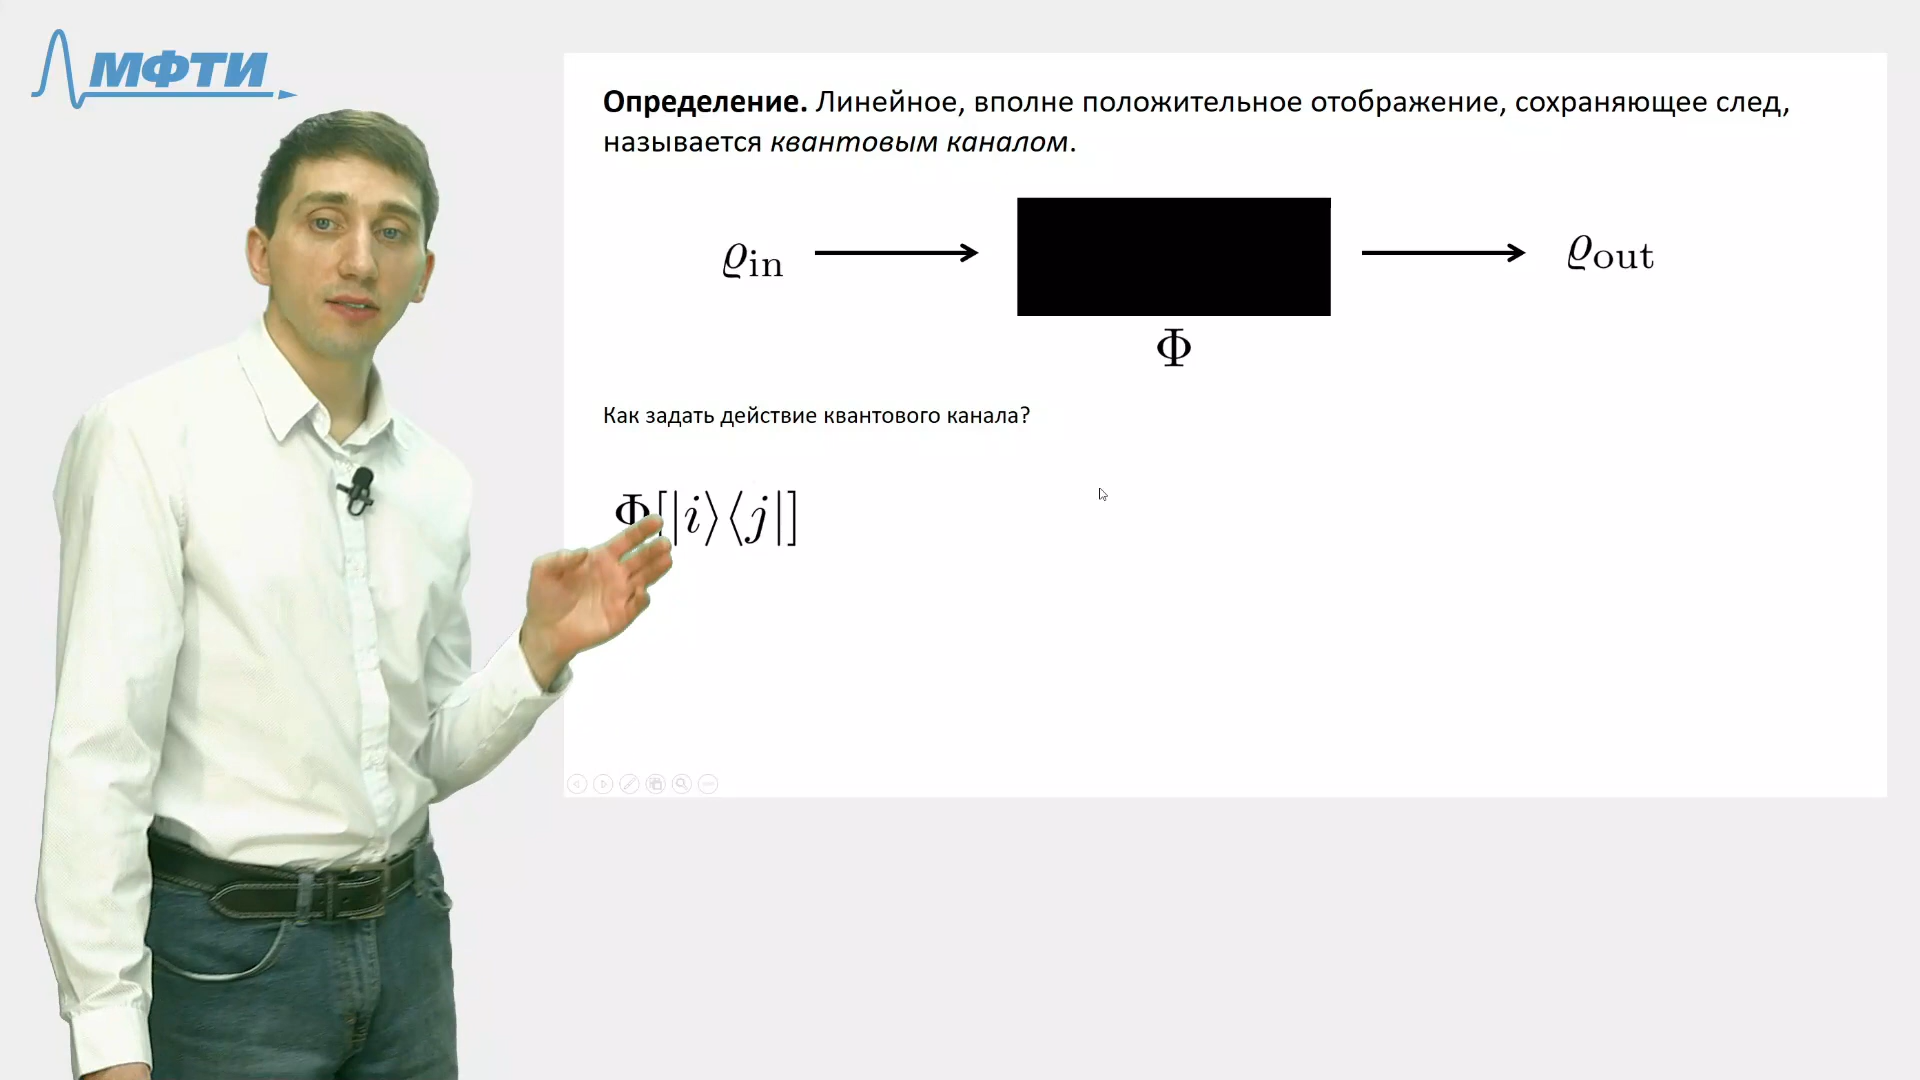 МФТИ
Определение. Линейное, вполне положительное отображение, сохраняющее след,
называется квантовым каналом.
ϱin
ϱout
Φ
Как задать действие квантового канала?
Φ[|i⟩⟨j|]